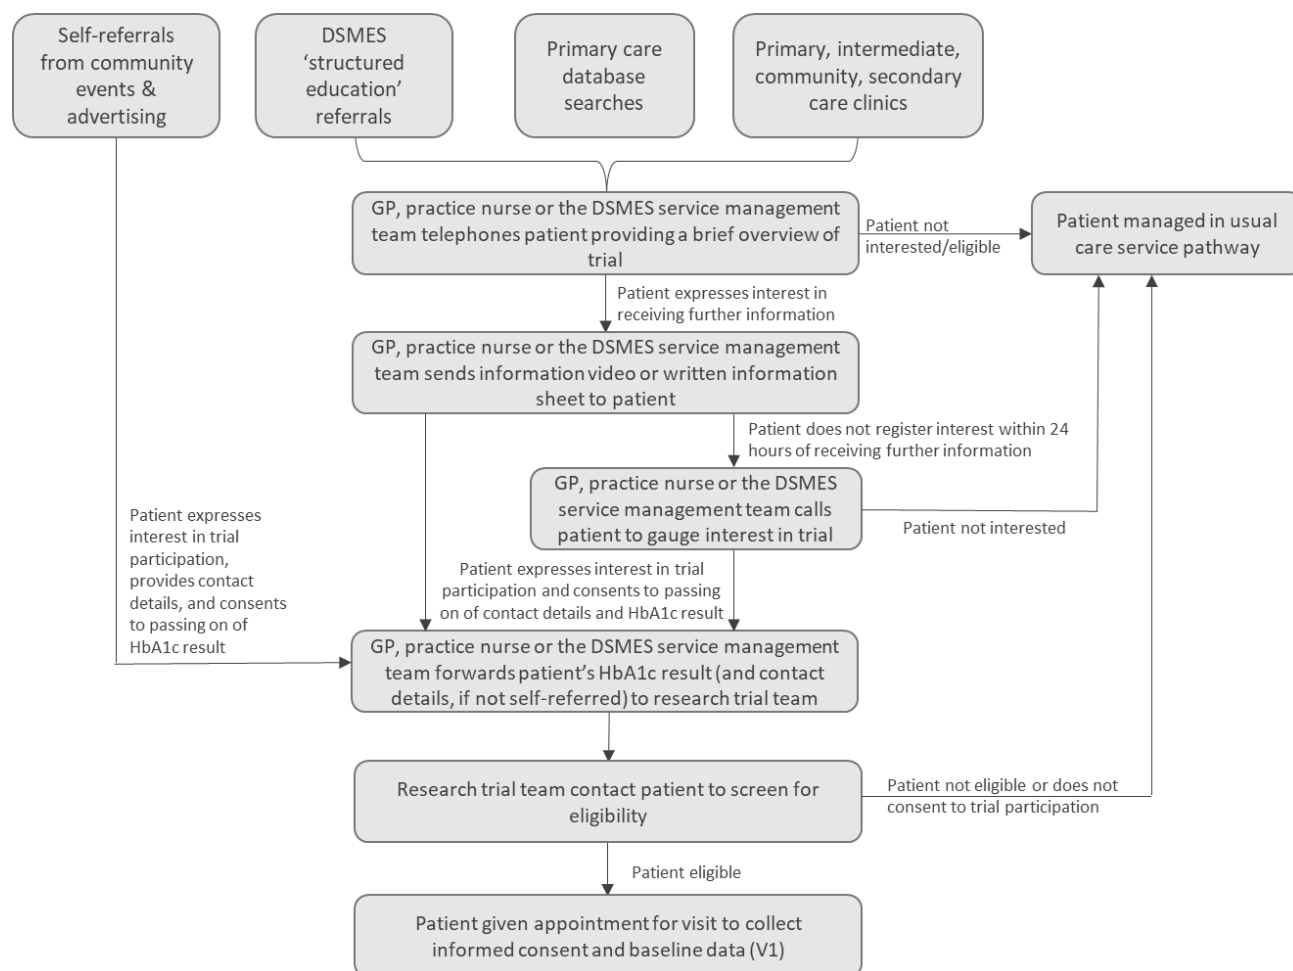 Self-referrals
from community
events &
advertising
DSMES
‘structured
education’
referrals
Primary care
database
searches
Primary, intermediate,
community, secondary
care clinics
GP, practice nurse or the DSMES service management
team telephones patient providing a brief overview of
trial
Patient not
interested/eligible
Patient managed in usual
care service pathway
Patient expresses interest in
receiving further information
GP, practice nurse or the DSMES service management
team sends information video or written information
sheet to patient
Patient does not register interest within 24
hours of receiving further information
GP, practice nurse or the DSMES
service management team calls
patient to gauge interest in trial
Patient not interested
Patient expresses
interest in trial
participation,
provides contact
details, and consents
to passing on of
HbA1c result
Patient expresses interest in trial
participation and consents to passing
on of contact details and HbA1c result
GP, practice nurse or the DSMES service management
team forwards patient’s HbA1c result (and contact
details, if not self-referred) to research trial team
Research trial team contact patient to screen for
eligibility
Patient not eligible or does not
consent to trial participation
Patient eligible
Patient given appointment for visit to collect
informed consent and baseline data (V1)